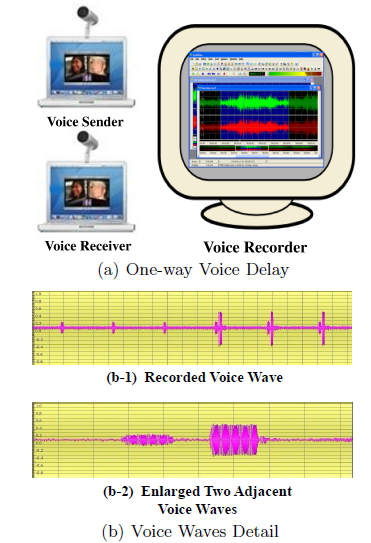 Voice Sender
Voice Receiver
Voice Recorder
(a) One-way Voice Delay
(b-1) Recorded Voice Wave
(b-2) Enlarged Two Adjacent
Voice Waves
(b) Voice Waves Detail